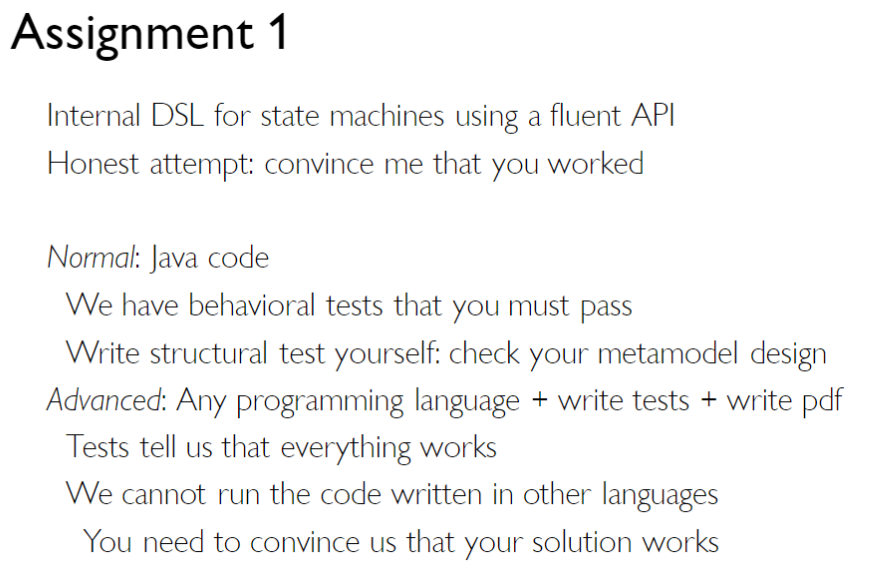 Assignment 1
Internal DSL for state machines using a fluent API
Honest attempt: convince me that you worked
Normal: Java code
We have behavioral tests that you must pass
Write structural test yourself: check your metamodel design
Advanced: Any programming language + write tests + write pdf
Tests tell us that everything works
We cannot run the code written in other languages
You need to convince us that your solution works